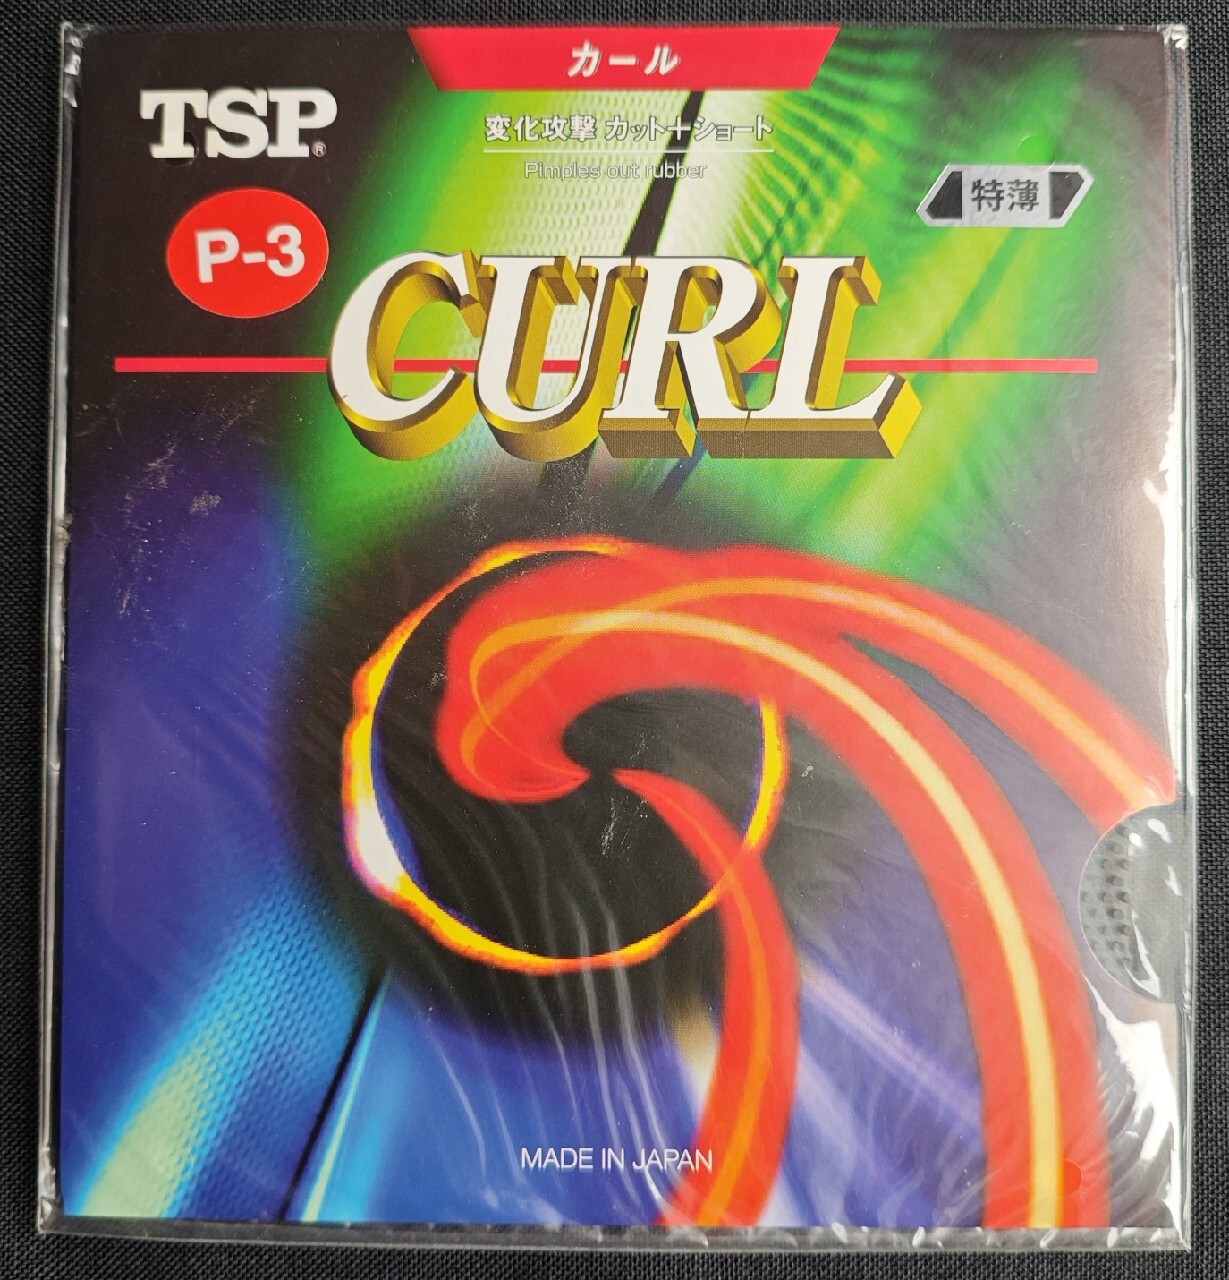 カール
TSP®
変化攻撃 カット+ショート
Pimples out rubber
特薄
P-3
CURL
MADE IN JAPAN